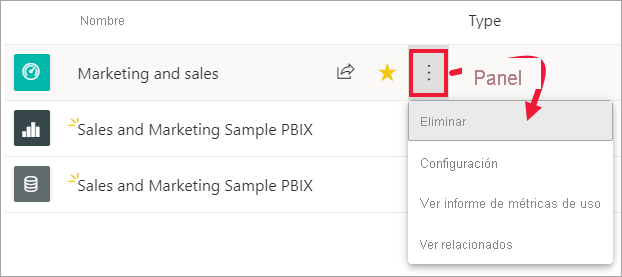 Nombre Type
Marketing and sales Panel
Eliminar
Sales and Marketing Sample PBIX
Configuración
Sales and Marketing Sample PBIX
Ver informe de métricas de uso
Ver relacionados